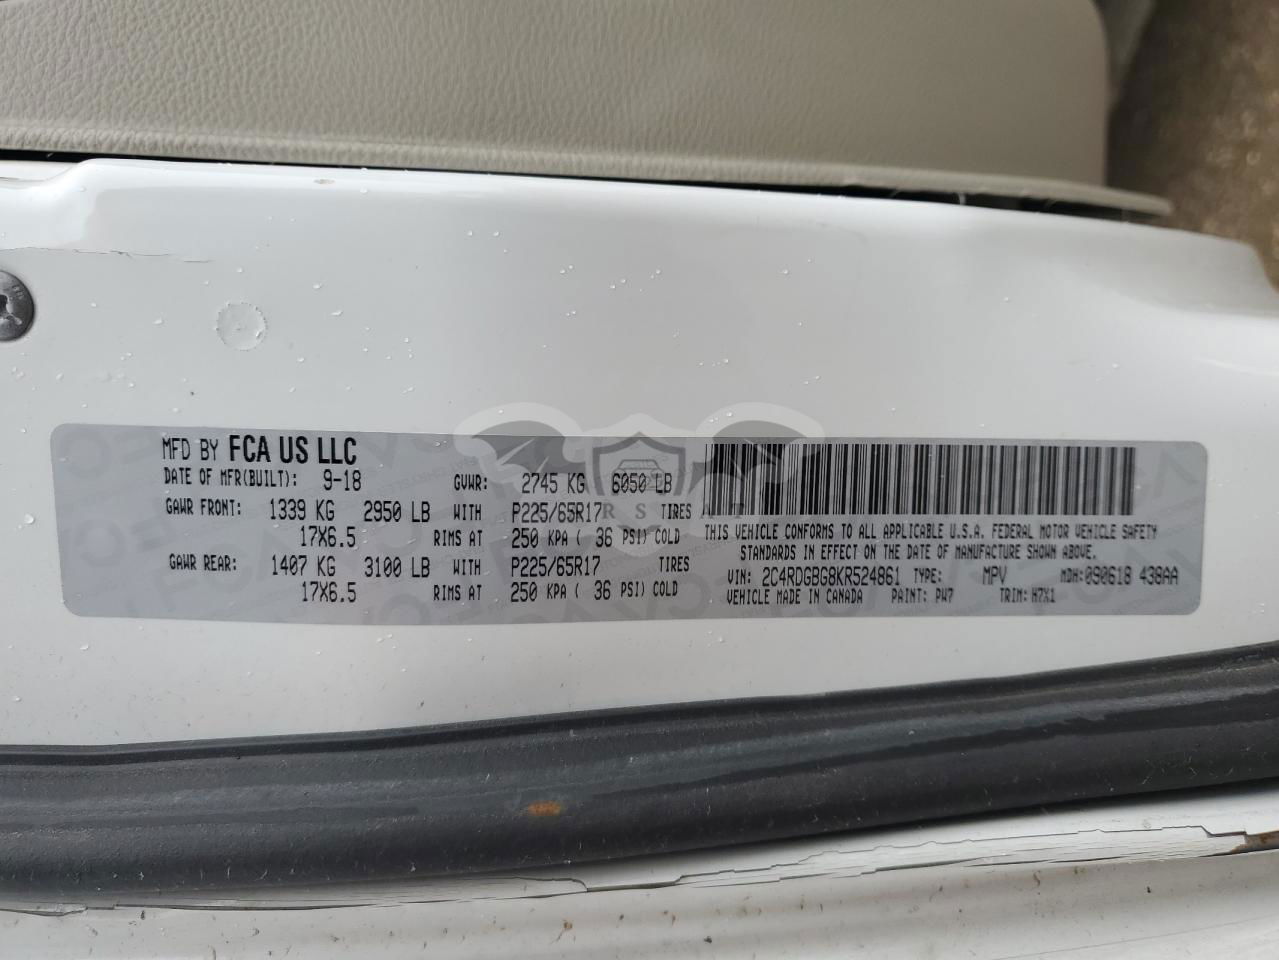 MFD BY FCA US LLC
DATE OF MFR(BUILT): 9-18 GVWR: 2745 KG 6050 LB
GAWR FRONT: 1339 KG 2950 LB WITH P225/65R17 TIRES
17X6.5 RIMS AT 250 KPA ( 36 PSI) COLD
GAWR REAR: 1407 KG 3100 LB WITH P225/65R17 TIRES
17X6.5 RIMS AT 250 KPA ( 36 PSI) COLD
THIS VEHICLE CONFORMS TO ALL APPLICABLE U.S.A. FEDERAL MOTOR VEHICLE SAFETY
STANDARDS IN EFFECT ON THE DATE OF MANUFACTURE SHOWN ABOVE.
VIN: 2C4RDGBG8KR524861 TYPE: MPV MDH:090618 438AA
VEHICLE MADE IN CANADA PAINT: PW7 TRIM: H7X1